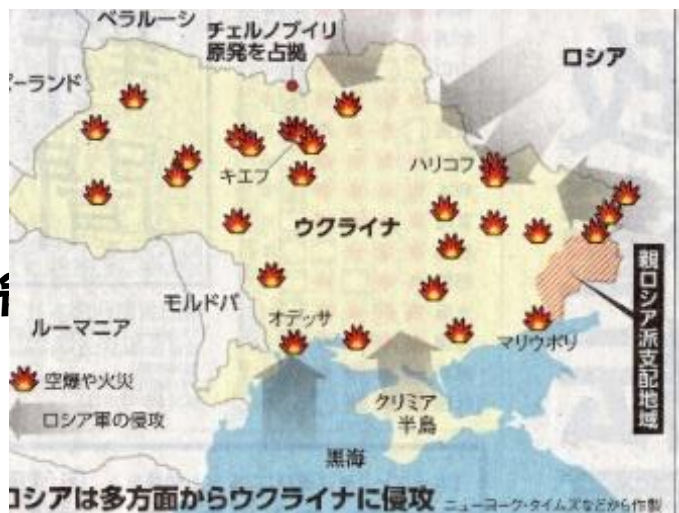 ベラルーシ
チェルノブイリ
原発を占拠
ロシア
ーランド
キエフ
ハリコフ
ウクライナ
モルドバ
オデッサ
マリウポリ
親ロシア派支配地域
ルーマニア
空爆や火災
ロシア軍の侵攻
クリミア
半島
黒海
ロシアは多方面からウクライナに侵攻
ニューヨーク・タイムズなどから作製